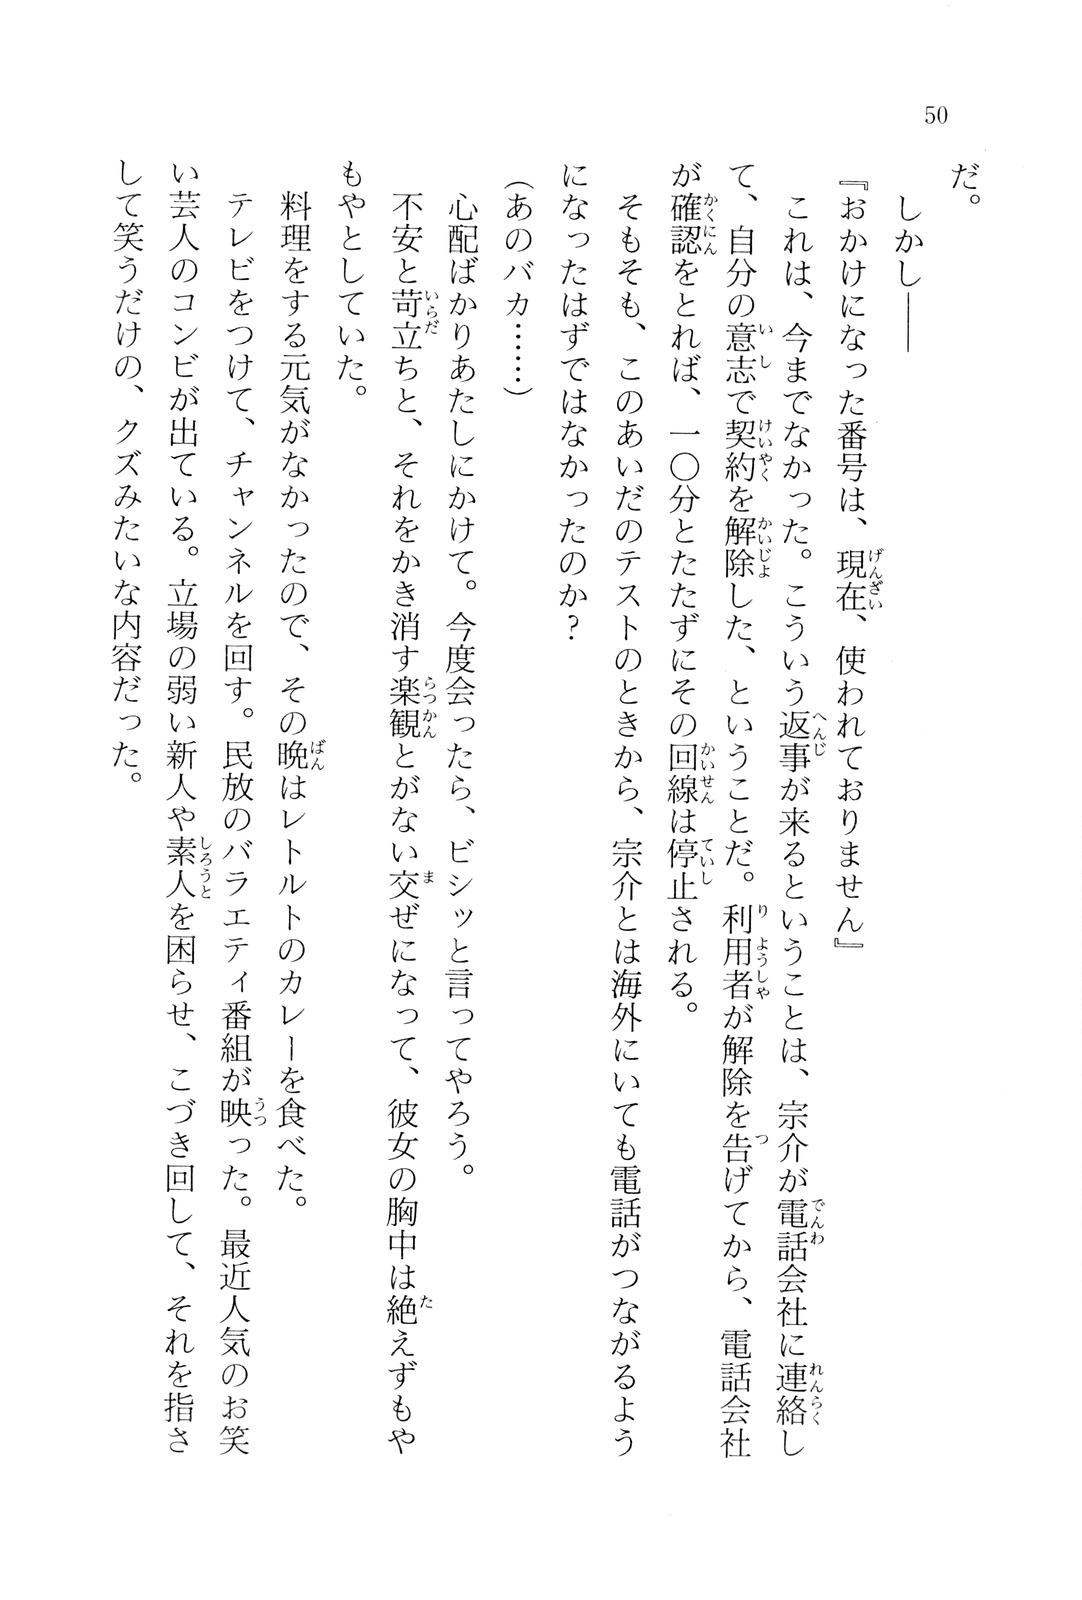 50
だ。
　しかし――
『おかけになった番号は、現在、使われておりません』
　これは、今までなかった。こういう返事が来るということは、宗介が電話会社に連絡し
て、自分の意志で契約を解除した、ということだ。利用者が解除を告げてから、電話会社
が確認をとれば、一〇分とたたずにその回線は停止される。
　そもそも、このあいだのテストのときから、宗介とは海外にいても電話がつながるよう
になったはずではなかったのか？
（あのバカ……）
　心配ばかりあたしにかけて。今度会ったら、ビシッと言ってやろう。
　不安と苛立ちと、それをかき消す楽観とがない交ぜになって、彼女の胸中は絶えずもや
もやとしていた。
　料理をする元気がなかったので、その晩はレトルトのカレーを食べた。
　テレビをつけて、チャンネルを回す。民放のバラエティ番組が映った。最近人気のお笑
い芸人のコンビが出ている。立場の弱い新人や素人を困らせ、こづき回して、それを指さ
して笑うだけの、クズみたいな内容だった。